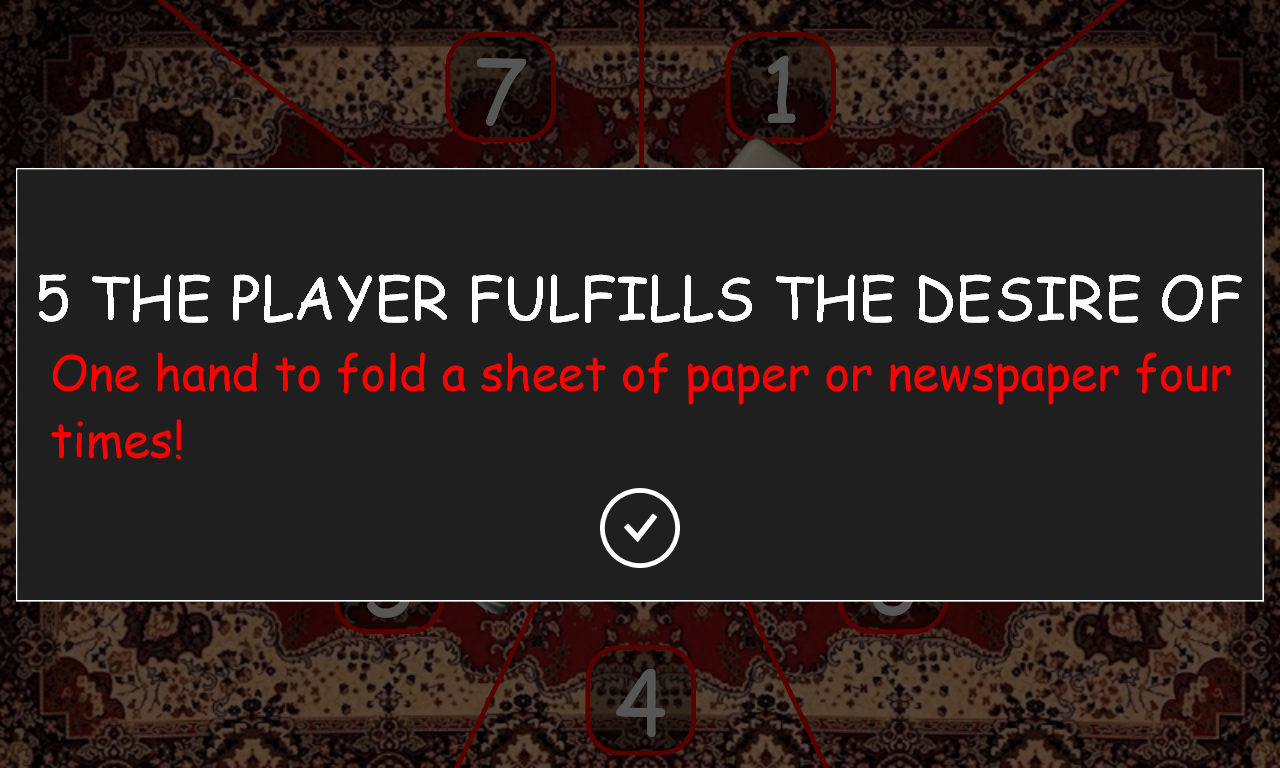 7
1
5 THE PLAYER FULFILLS THE DESIRE OF
One hand to fold a sheet of paper or newspaper four
times!
4